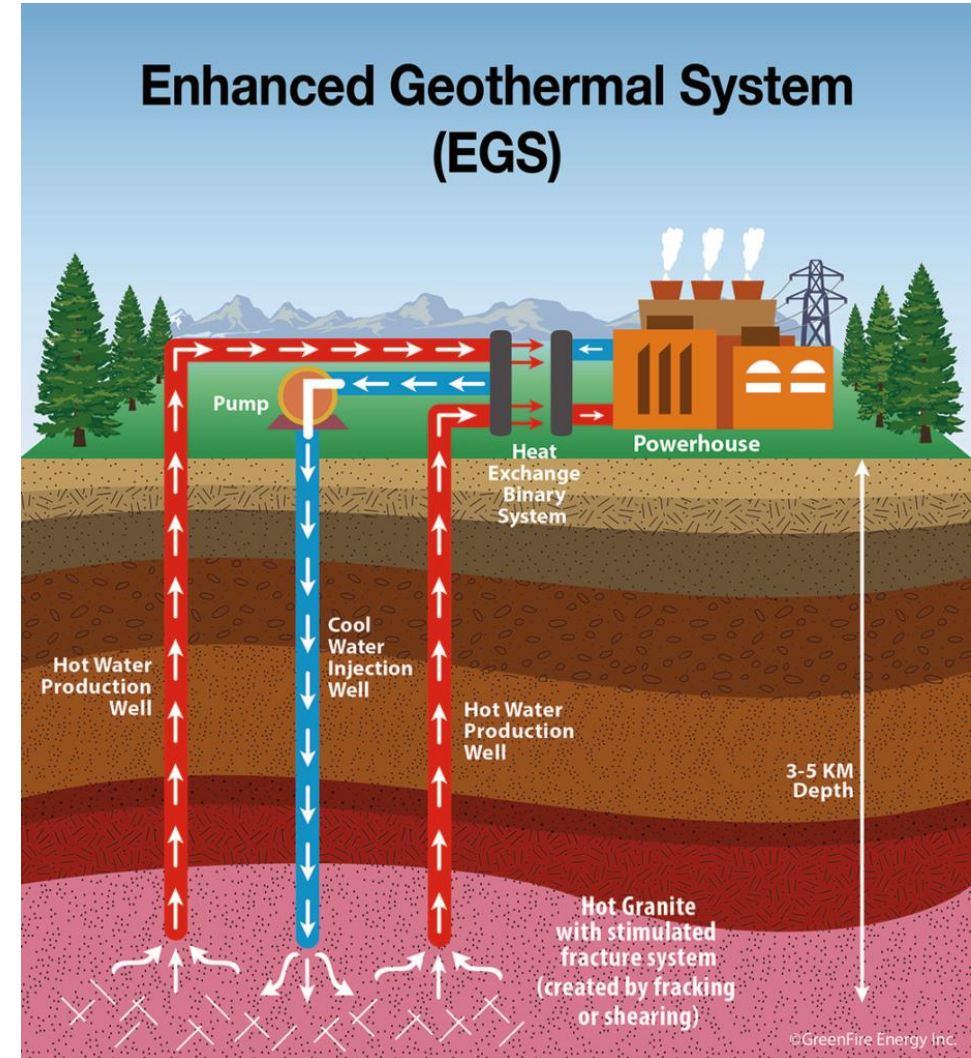 Enhanced Geothermal System
(EGS)
Pump
Heat
Exchange
Binary
System
Powerhouse
Hot Water
Production
Well
Cool
Water
Injection
Well
Hot Water
Production
Well
3-5 KM
Depth
Hot Granite
with stimulated
fracture system
(created by fracking
or shearing)
©GreenFire Energy Inc.